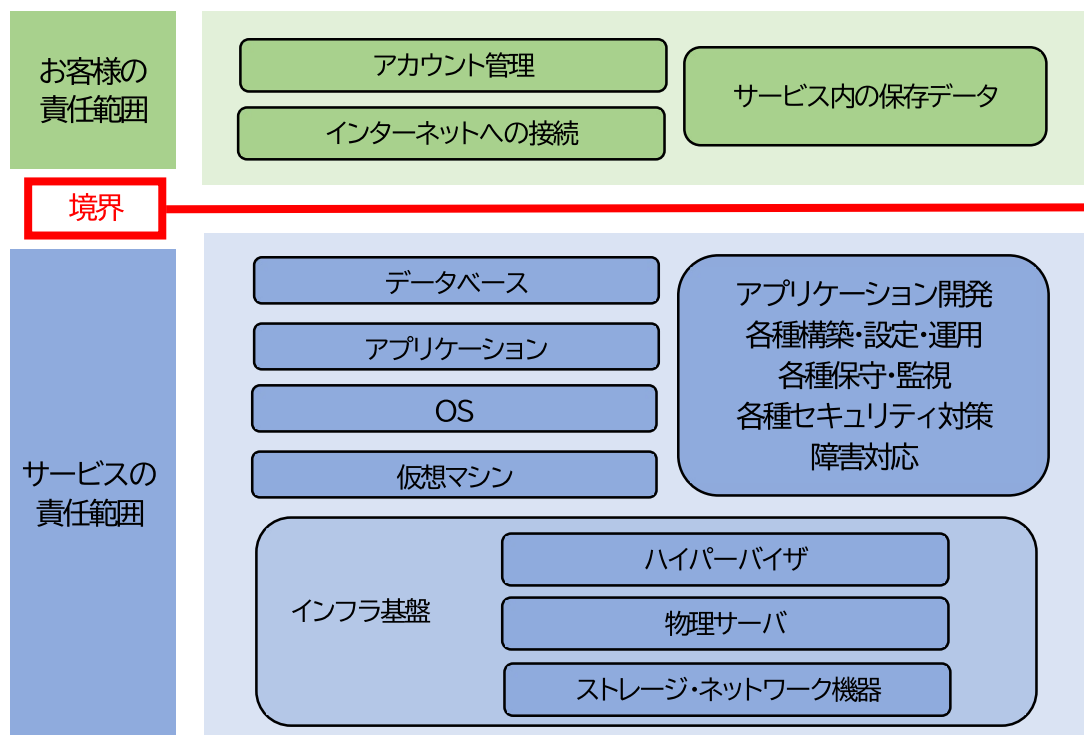 お客様の
責任範囲
アカウント管理
インターネットへの接続
サービス内の保存データ
境界
サービスの
責任範囲
データベース
アプリケーション
OS
仮想マシン
アプリケーション開発
各種構築・設定・運用
各種保守・監視
各種セキュリティ対策
障害対応
インフラ基盤
ハイパーバイザ
物理サーバ
ストレージ・ネットワーク機器